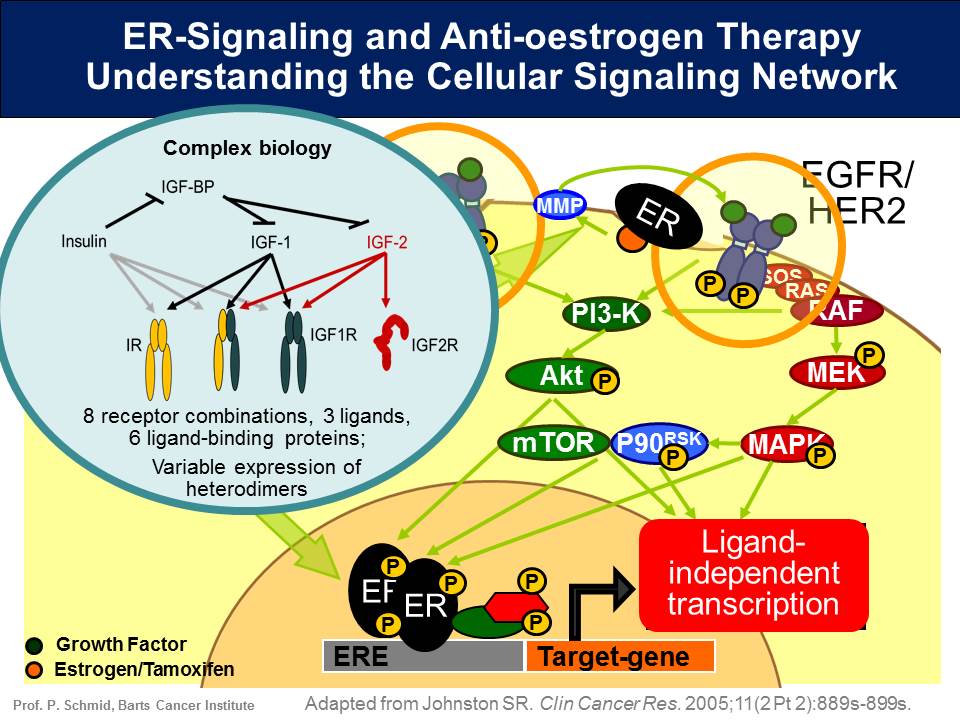 ER-Signaling and Anti-oestrogen Therapy
Understanding the Cellular Signaling Network
Complex biology
IGF-BP
Insulin
IGF-1
IGF-2
IR
IGF1R
IGF2R
8 receptor combinations, 3 ligands,
6 ligand-binding proteins;
Variable expression of
heterodimers
MMP
ER
EGFR/
HER2
P
P
P
SOS
RAS
RAF
PI3-K
Akt
P
MEK
P
mTOR
P90RSK
P
MAPK
P
Ligand-
independent
transcription
ER
P
P
ER
P
P
P
ERE
Target-gene
Growth Factor
Estrogen/Tamoxifen
Prof. P. Schmid, Barts Cancer Institute
Adapted from Johnston SR. Clin Cancer Res. 2005;11(2 Pt 2):889s-899s.